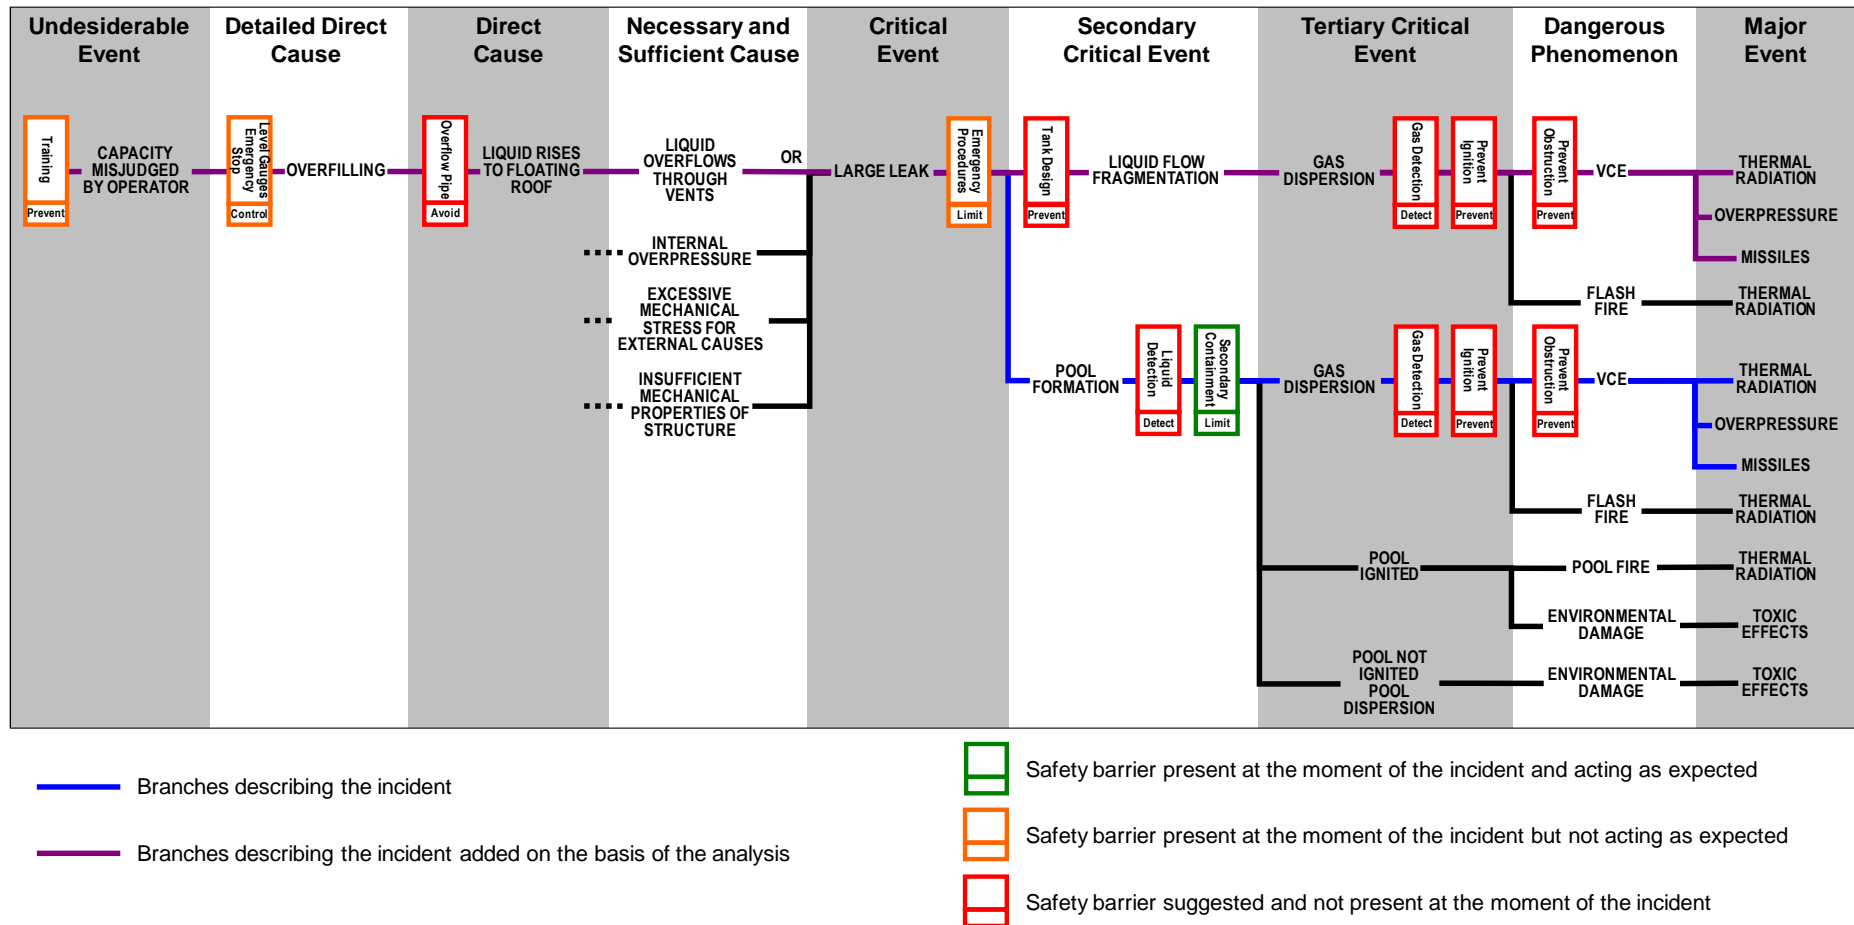 Undesirable
Event
Detailed Direct
Cause
Direct
Cause
Necessary and
Sufficient Cause
Critical
Event
Secondary
Critical Event
Tertiary Critical
Event
Dangerous
Phenomenon
Major
Event
Training
Prevent
CAPACITY
MISJUDGED
BY OPERATOR
Level Gauges
Emergency
Stop
Control
OVERFILLING
Overflow Pipe
Avoid
LIQUID RISES
TO FLOATING
ROOF
LIQUID
OVERFLOWS
THROUGH
VENTS
OR
LARGE LEAK
Emergency
Procedures
Limit
Tank Design
Prevent
LIQUID FLOW
FRAGMENTATION
GAS
DISPERSION
Gas Detection
Detect
Prevent
Ignition
Prevent
Prevent
Obstruction
Prevent
VCE
THERMAL
RADIATION
OVERPRESSURE
MISSILES
FLASH
FIRE
THERMAL
RADIATION
INTERNAL
OVERPRESSURE
EXCESSIVE
MECHANICAL
STRESS FOR
EXTERNAL CAUSES
INSUFFICIENT
MECHANICAL
PROPERTIES OF
STRUCTURE
POOL
FORMATION
Liquid
Detection
Detect
Secondary
Containment
Limit
GAS
DISPERSION
Gas Detection
Detect
Prevent
Ignition
Prevent
Prevent
Obstruction
Prevent
VCE
THERMAL
RADIATION
OVERPRESSURE
MISSILES
FLASH
FIRE
THERMAL
RADIATION
POOL
IGNITED
POOL FIRE
THERMAL
RADIATION
ENVIRONMENTAL
DAMAGE
TOXIC
EFFECTS
POOL NOT
IGNITED
POOL
DISPERSION
ENVIRONMENTAL
DAMAGE
TOXIC
EFFECTS
Branches describing the incident
Branches describing the incident added on the basis of the analysis
Safety barrier present at the moment of the incident and acting as expected
Safety barrier present at the moment of the incident but not acting as expected
Safety barrier suggested and not present at the moment of the incident